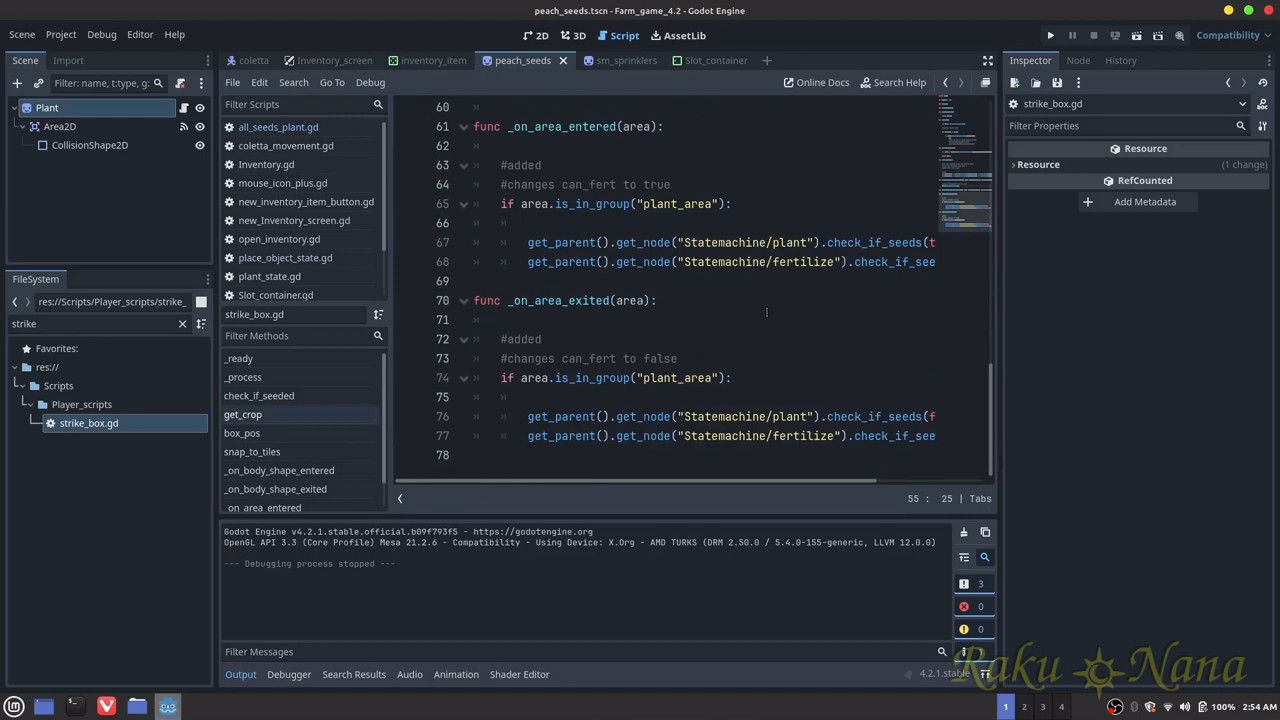 peach_seeds.tscn - Farm_game_4.2 - Godot Engine
Scene Project Debug Editor Help
2D 3D Script AssetLib
Compatibility
Scene Import
coletta Inventory_screen inventory_item peach_seeds sm_sprinklers Slot_container
Inspector Node History
Filter: name, t:type, g:
File Edit Search Go To Debug
Online Docs Search Help
Plant
Area2D
CollisionShape2D
Filter Scripts
_seeds_plant.gd
movement.gd
inventory.gd
mouse_icon_plus.gd
new_inventory_item_button.gd
new_inventory_screen.gd
open_inventory.gd
place_object_state.gd
plant_state.gd
Slot_container.gd
strike_box.gd
Filter Methods
_ready
_process
check_if_seeded
get_crop
box_pos
snap_to_tiles
_on_body_shape_entered
_on_body_shape_exited
_on_area_entered
60
61 func _on_area_entered(area):
62
63 #added
64 #changes can_fert to true
65 if area.is_in_group("plant_area"):
66
67 get_parent().get_node("Statemachine/plant").check_if_seeds(t
68 get_parent().get_node("Statemachine/fertilize").check_if_see
69
70 func _on_area_exited(area):
71
72 #added
73 #changes can_fert to false
74 if area.is_in_group("plant_area"):
75
76 get_parent().get_node("Statemachine/plant").check_if_seeds(f
77 get_parent().get_node("Statemachine/fertilize").check_if_see
78
55 : 25 | Tabs
strike_box.gd
Filter Properties
Resource
Resource (1 change)
RefCounted
Add Metadata
FileSystem
res://Scripts/Player_scripts/strike_
strike
Favorites:
res://
Scripts
Player_scripts
strike_box.gd
Godot Engine v4.2.1.stable.official.b09f793f5 - https://godotengine.org
OpenGL API 3.3 (Core Profile) Mesa 21.2.6 - Compatibility - Using Device: X.Org - AMD TURKS (DRM 2.50.0 / 5.4.0-155-generic, LLVM 12.0.0)
--- Debugging process stopped ---
3
0
0
Filter Messages
Output Debugger Search Results Audio Animation Shader Editor
4.2.1.stable
Raku Nana
1 2 3 4
100% 2:54 AM